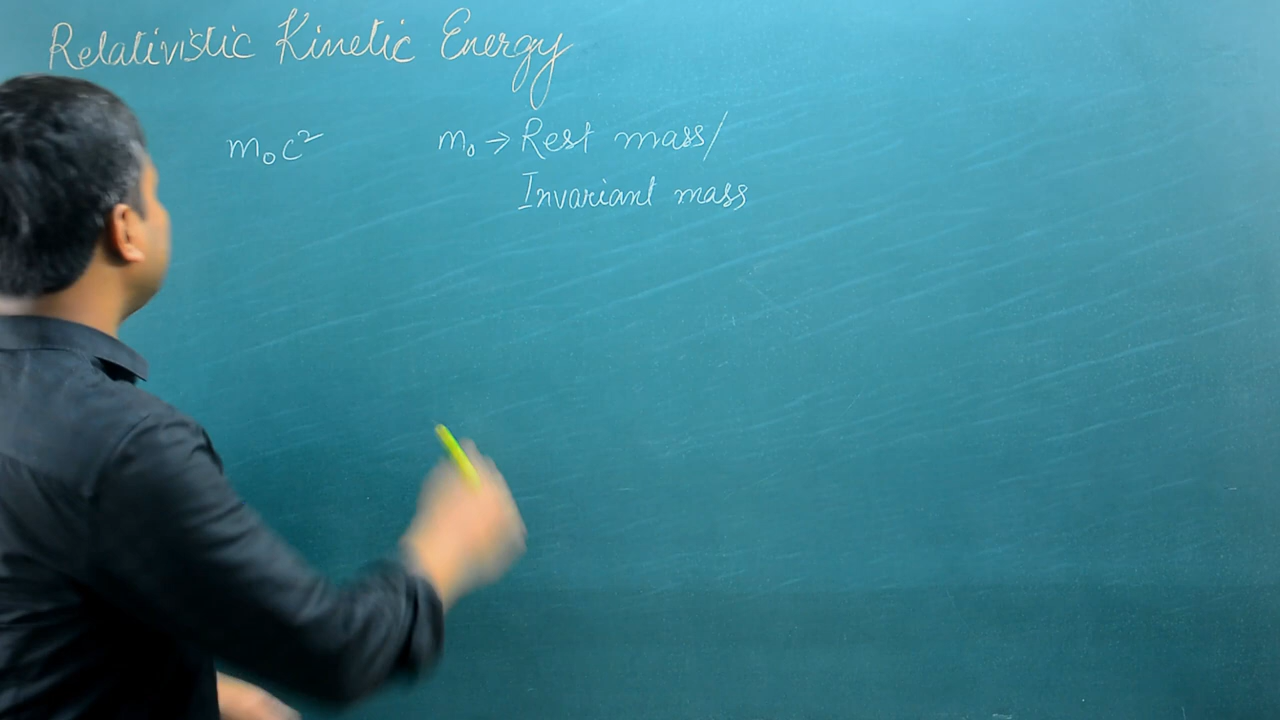 Relativistic Kinetic Energy
m₀c² m₀ → Rest mass/
Invariant mass